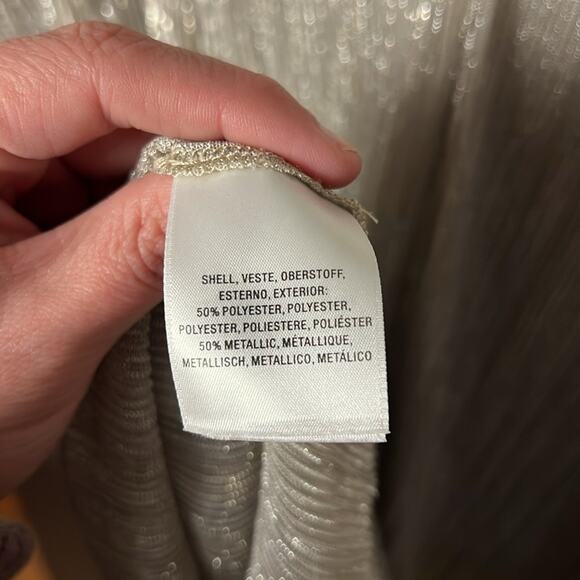 SHELL, VESTE, OBERSTOFF,
ESTERNO, EXTERIOR:
50% POLYESTER, POLYESTER,
POLYESTER, POLIESTERE, POLIÉSTER
50% METALLIC, MÉTALLIQUE,
METALLISCH, METALLICO, METÁLICO